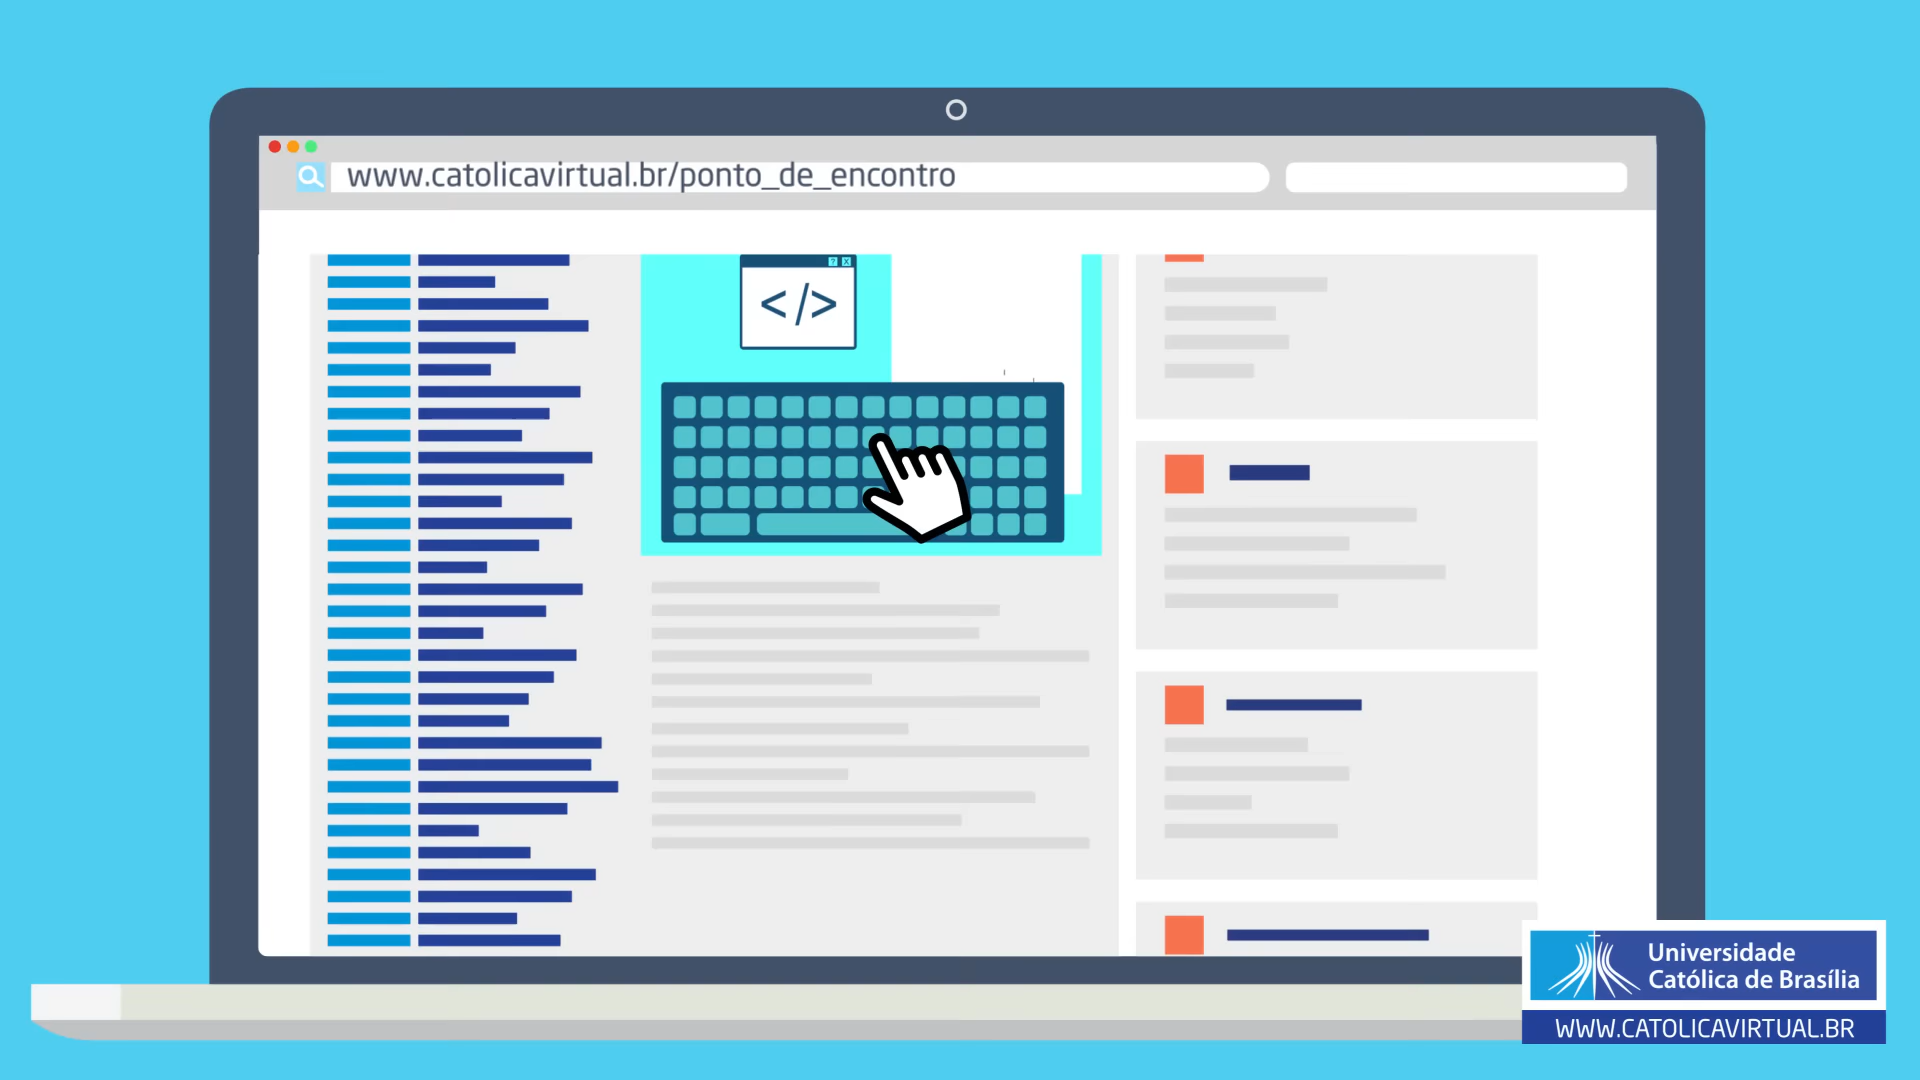 www.catolicavirtual.br/ponto_de_encontro
? X
</>
Universidade
Católica de Brasília
WWW.CATOLICAVIRTUAL.BR